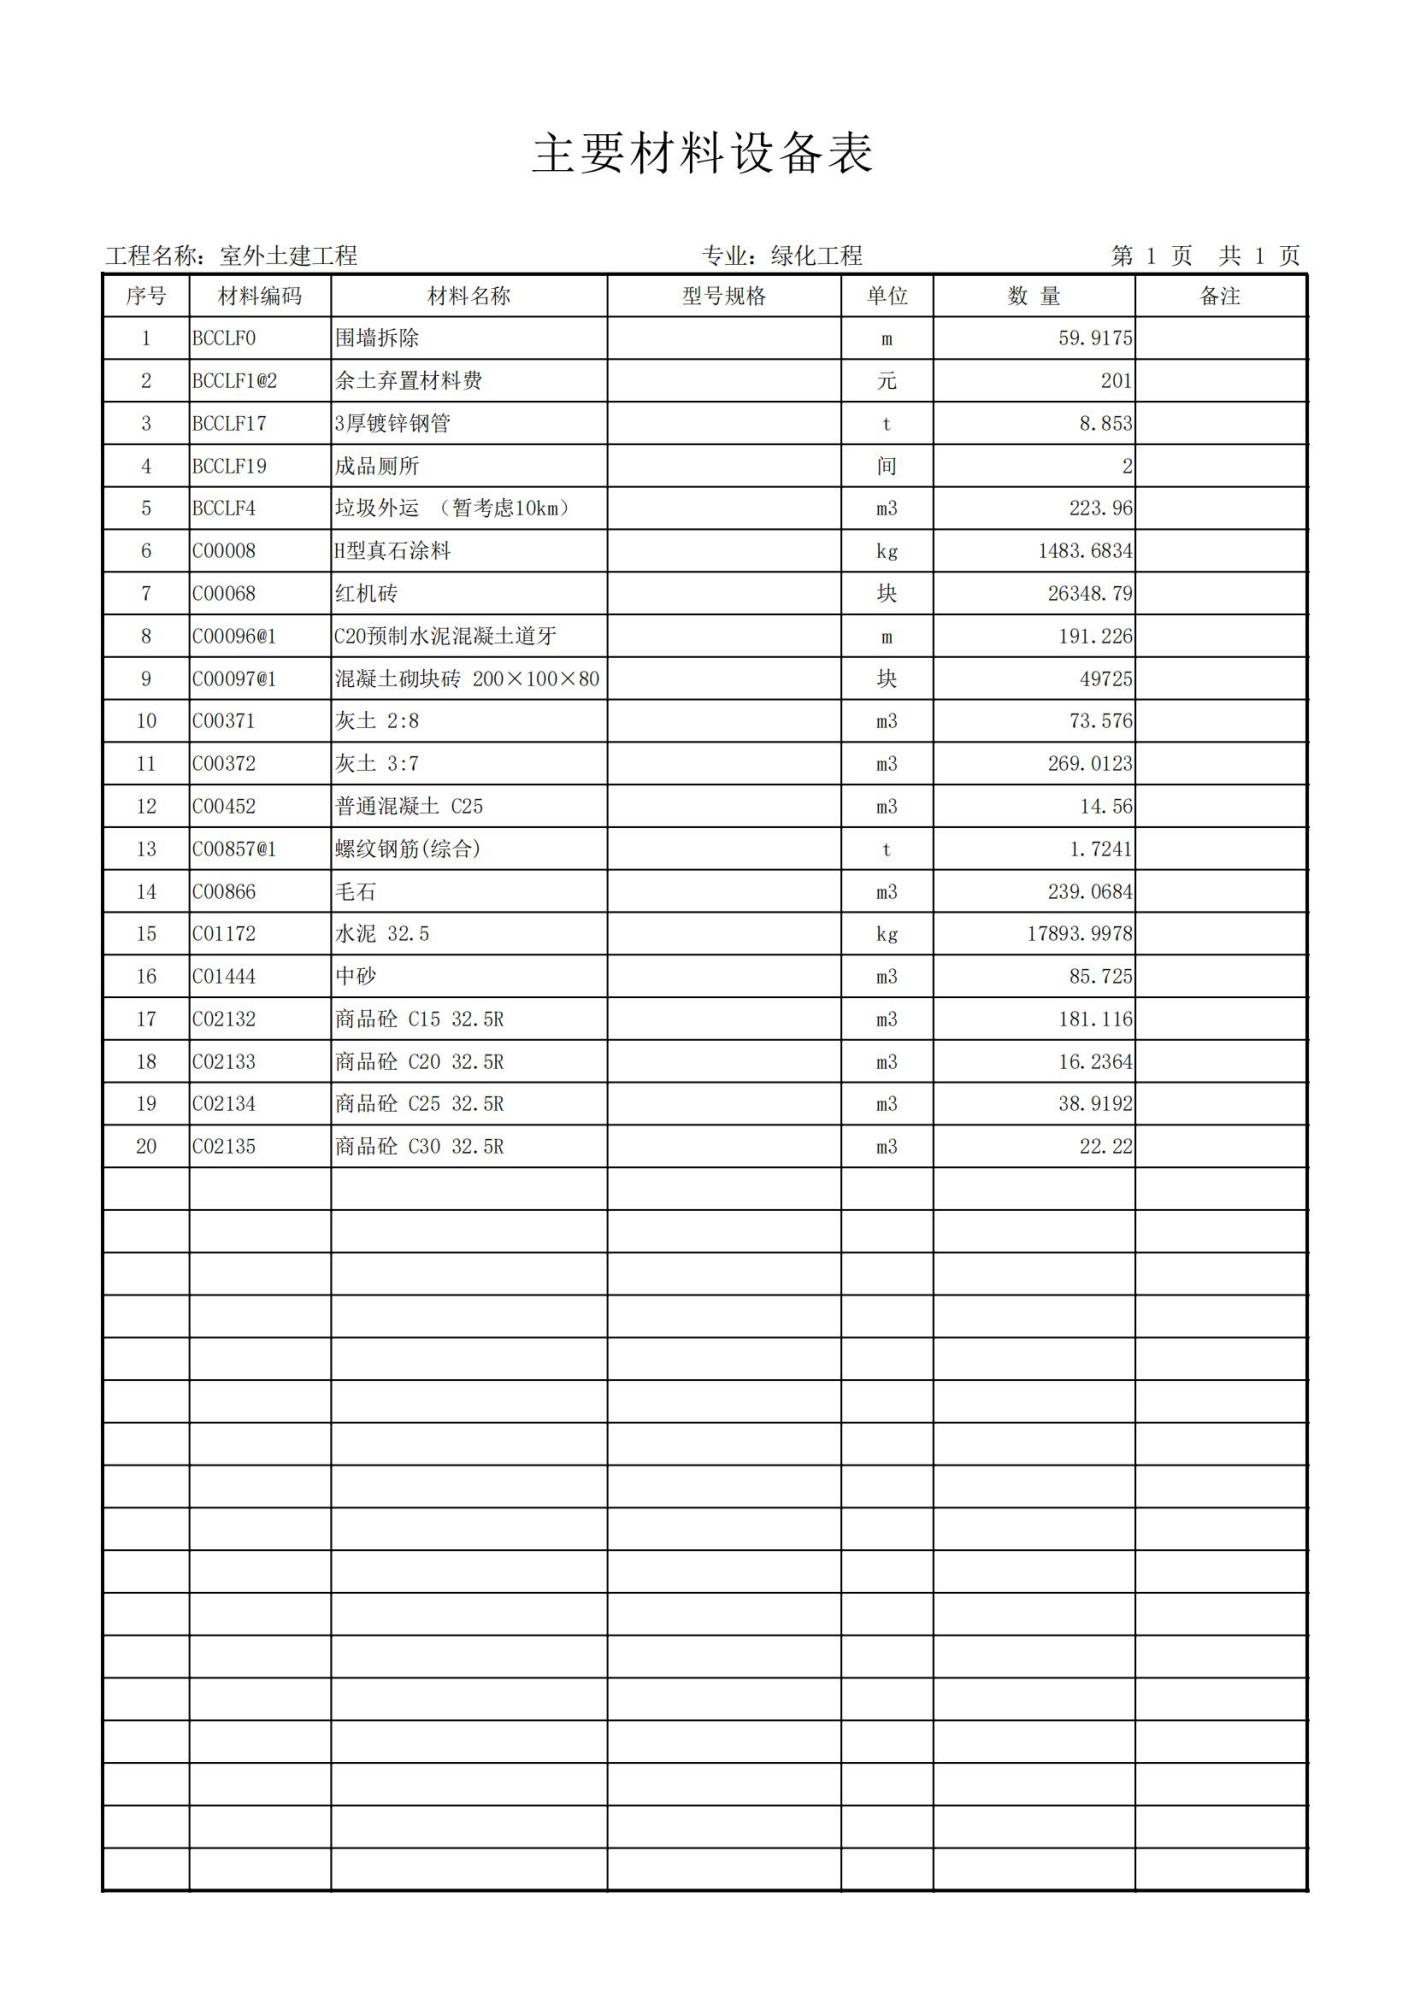 主要材料设备表
工程名称：室外土建工程 专业：绿化工程 第 1 页 共 1 页
序号 材料编码 材料名称 型号规格 单位 数 量 备注
1 BCCLF0 围墙拆除 m 59.9175
2 BCCLF1@2 余土弃置材料费 元 201
3 BCCLF17 3厚镀锌钢管 t 8.853
4 BCCLF19 成品厕所 间 2
5 BCCLF4 垃圾外运 （暂考虑10km） m3 223.96
6 C00008 H型真石涂料 kg 1483.6834
7 C00068 红机砖 块 26348.79
8 C00096@1 C20预制水泥混凝土道牙 m 191.226
9 C00097@1 混凝土砌块砖 200×100×80 块 49725
10 C00371 灰土 2:8 m3 73.576
11 C00372 灰土 3:7 m3 269.0123
12 C00452 普通混凝土 C25 m3 14.56
13 C00857@1 螺纹钢筋(综合) t 1.7241
14 C00866 毛石 m3 239.0684
15 C01172 水泥 32.5 kg 17893.9978
16 C01444 中砂 m3 85.725
17 C02132 商品砼 C15 32.5R m3 181.116
18 C02133 商品砼 C20 32.5R m3 16.2364
19 C02134 商品砼 C25 32.5R m3 38.9192
20 C02135 商品砼 C30 32.5R m3 22.22